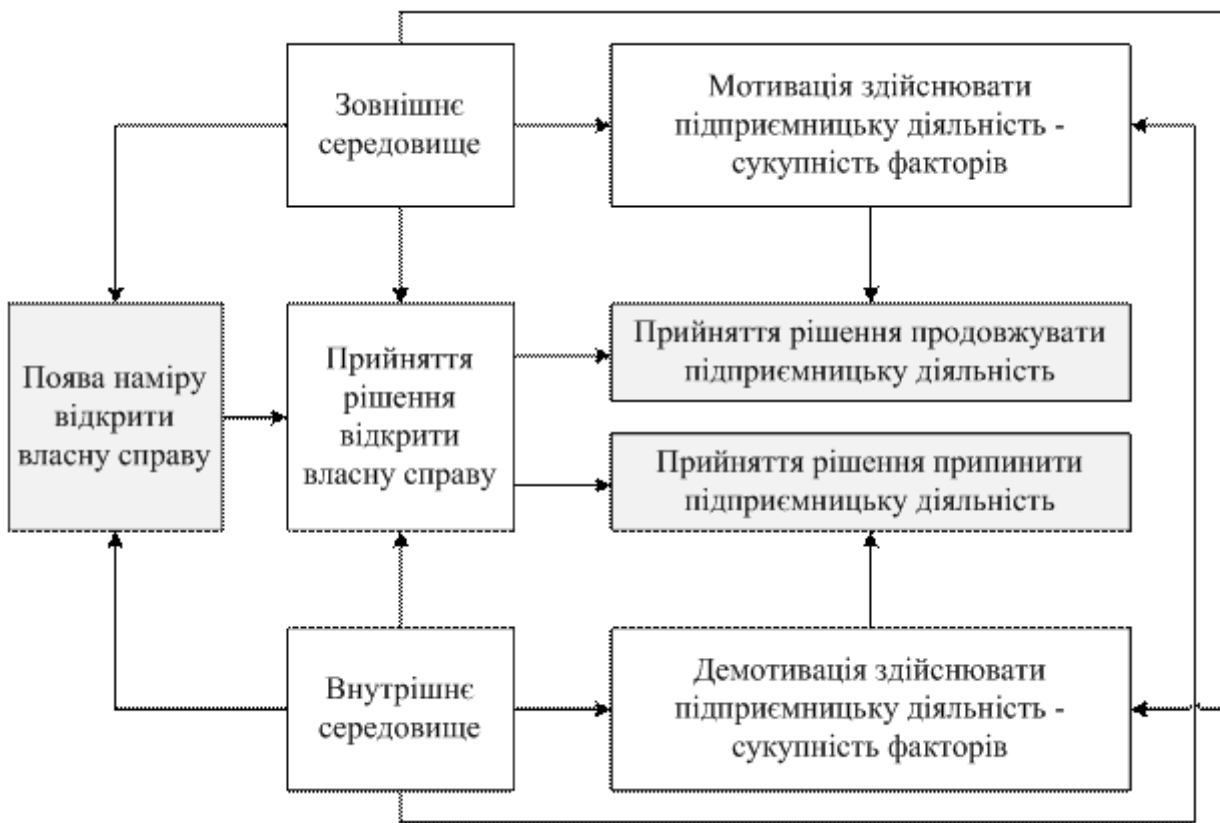 Зовнішнє
середовище
Мотивація здійснювати
підприємницьку діяльність -
сукупність факторів
Поява наміру
відкрити
власну справу
Прийняття
рішення
відкрити
власну справу
Прийняття рішення продовжувати
підприємницьку діяльність
Прийняття рішення припинити
підприємницьку діяльність
Внутрішнє
середовище
Демотивація здійснювати
підприємницьку діяльність -
сукупність факторів